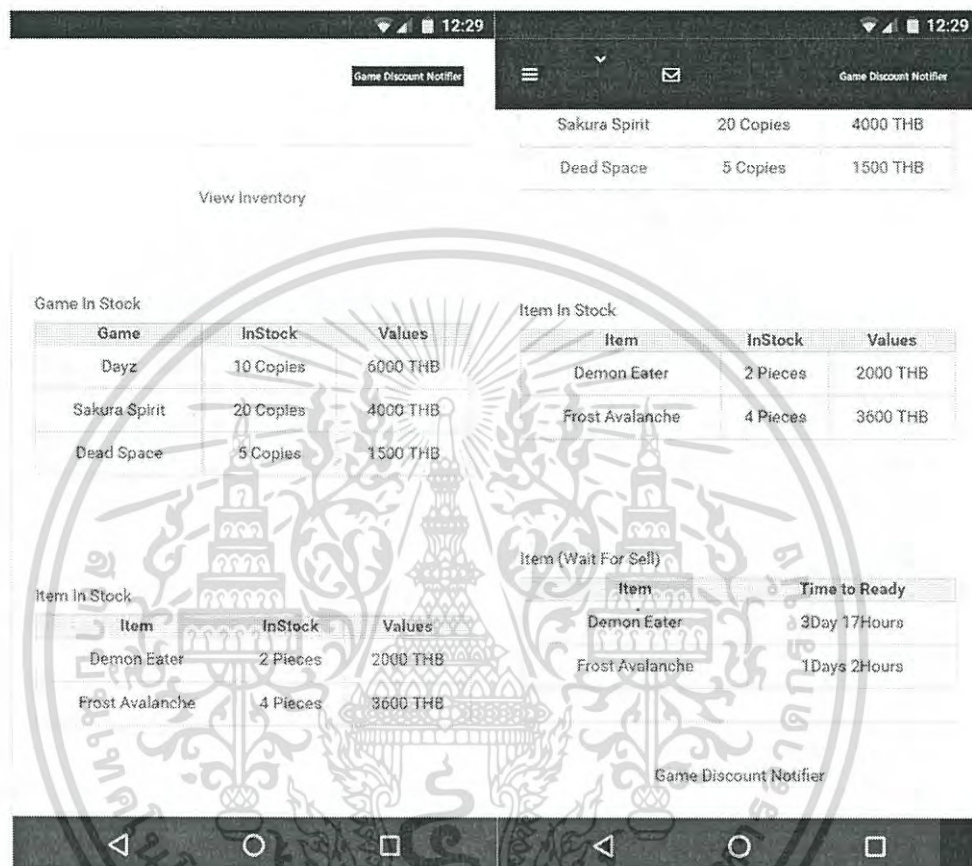 12:29
Game Discount Notifier
View Inventory
Game In Stock
Game InStock Values
Dayz 10 Copies 6000 THB
Sakura Spirit 20 Copies 4000 THB
Dead Space 5 Copies 1500 THB
Item In Stock
Item InStock Values
Demon Eater 2 Pieces 2000 THB
Frost Avalanche 4 Pieces 3600 THB
12:29
Game Discount Notifier
Sakura Spirit 20 Copies 4000 THB
Dead Space 5 Copies 1500 THB
Item In Stock
Item InStock Values
Demon Eater 2 Pieces 2000 THB
Frost Avalanche 4 Pieces 3600 THB
Item (Wait For Sell)
Item Time to Ready
Demon Eater 3Day 17Hours
Frost Avalanche 1Days 2Hours
Game Discount Notifier